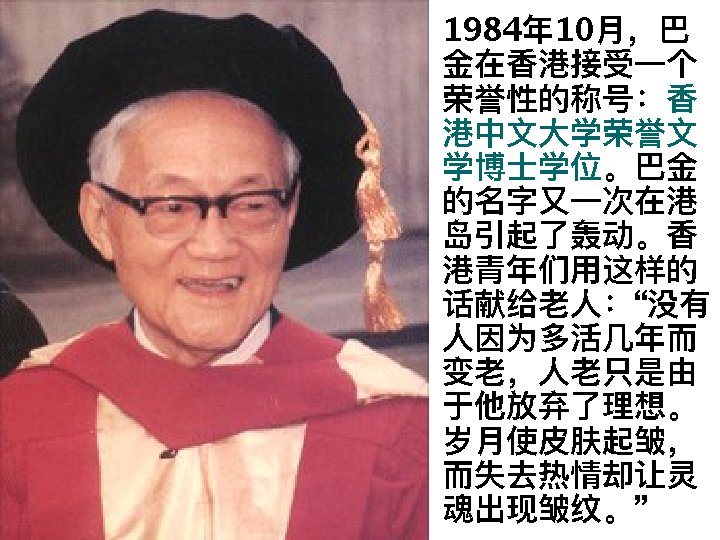 1984年10月，巴
金在香港接受一个
荣誉性的称号：香
港中文大学荣誉文
学博士学位。巴金
的名字又一次在港
岛引起了轰动。香
港青年们用这样的
话献给老人：“没有
人因为多活几年而
变老，人老只是由
于他放弃了理想。
岁月使皮肤起皱，
而失去热情却让灵
魂出现皱纹。”